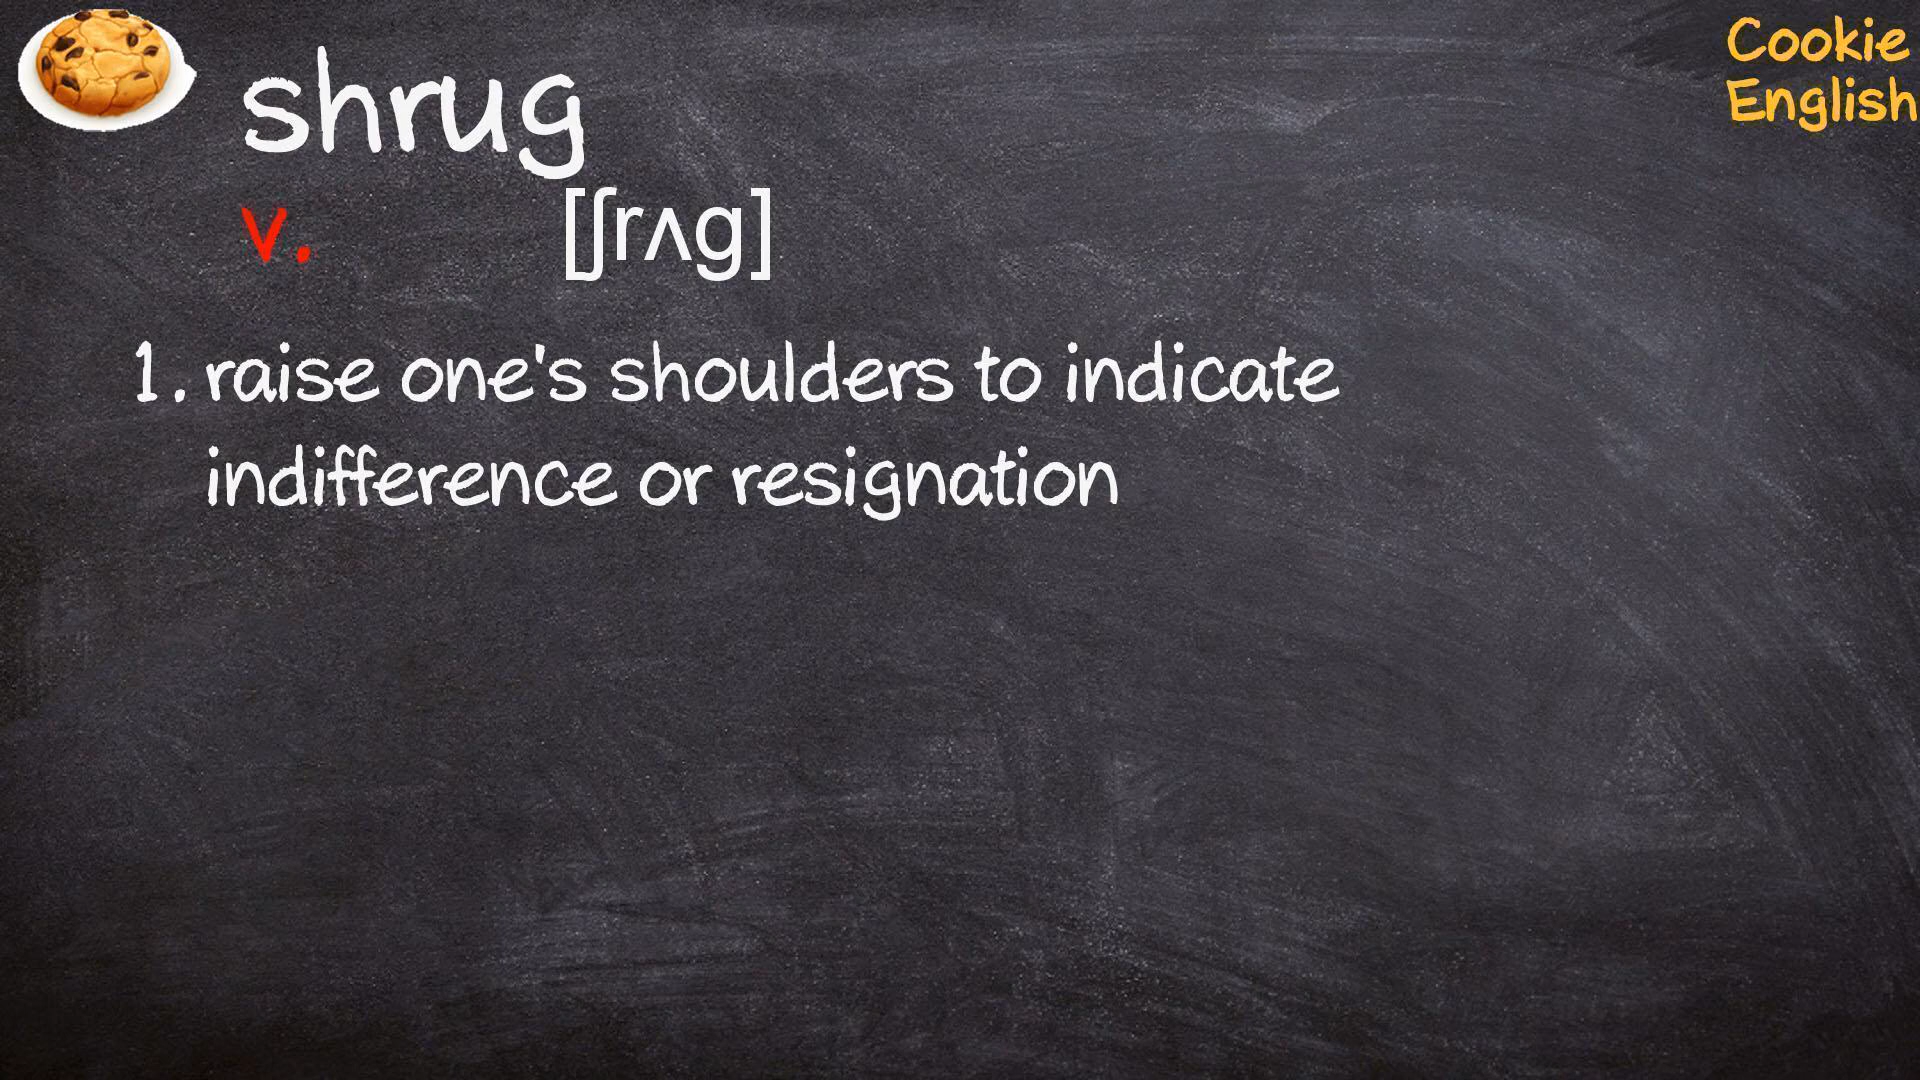 shrug
Cookie
English
v. [ʃrʌg]
1. raise one's shoulders to indicate
indifference or resignation